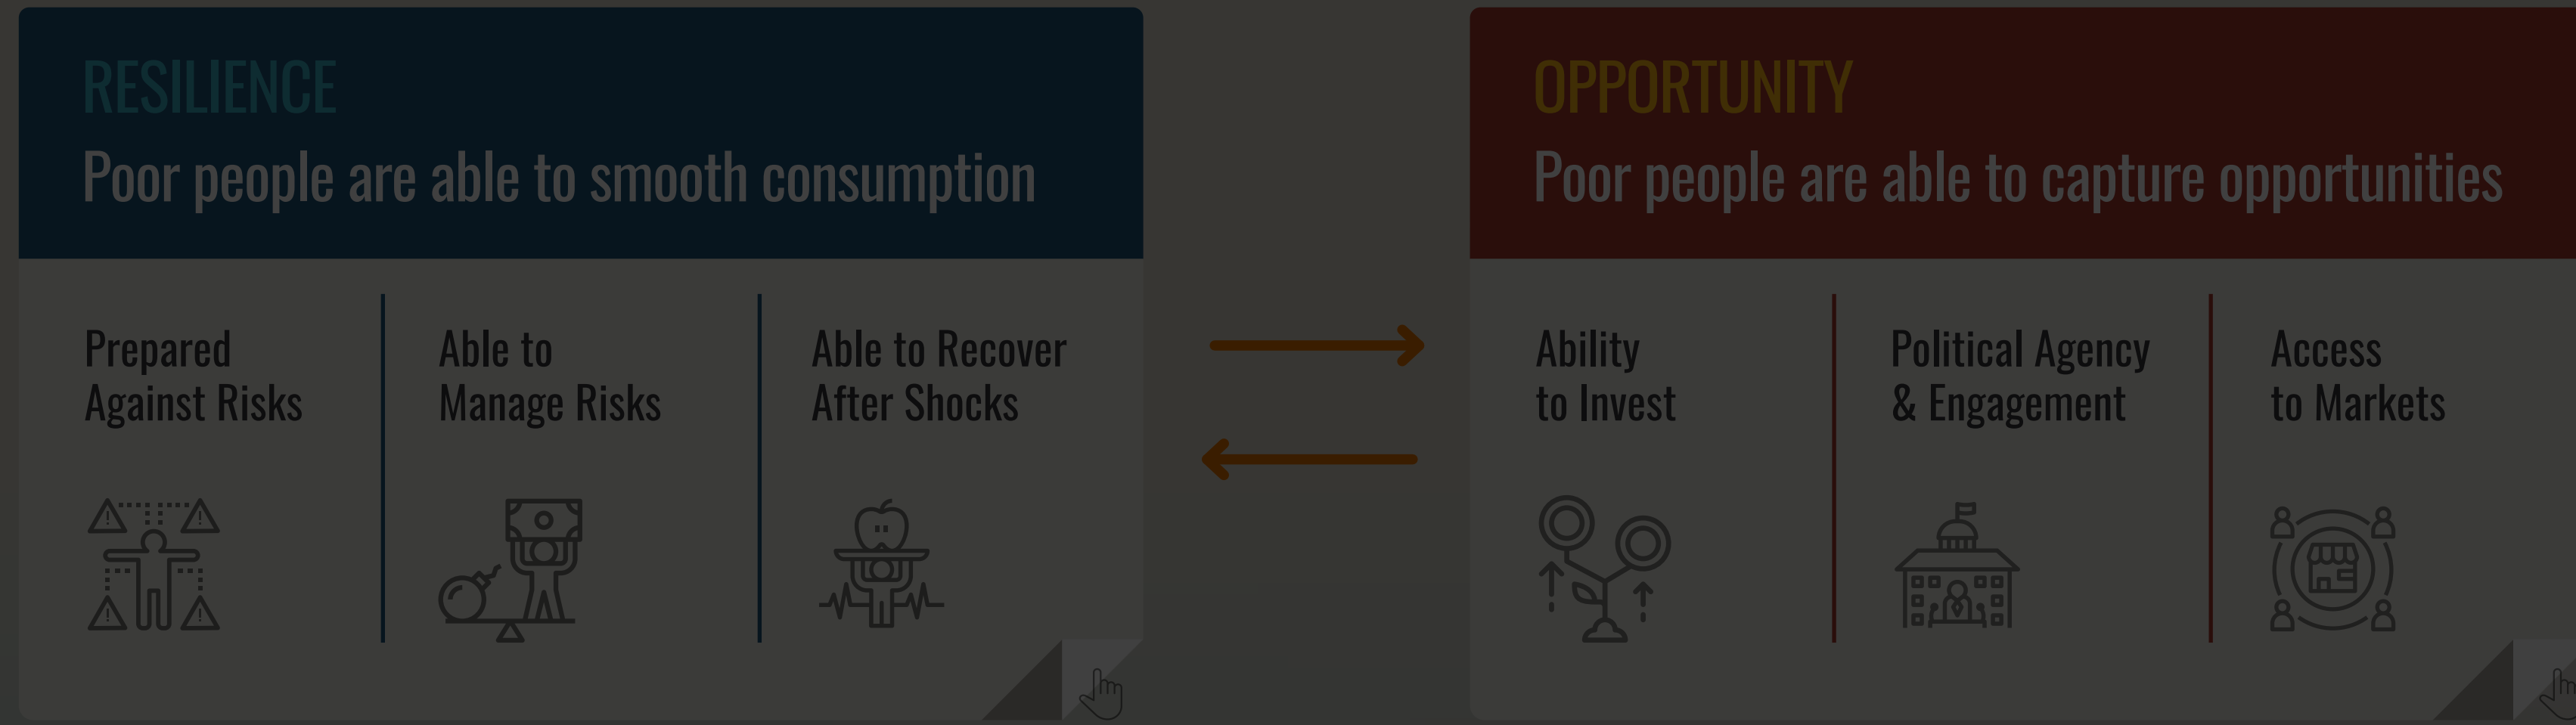 RESILIENCE
Poor people are able to smooth consumption
Prepared
Against Risks
Able to
Manage Risks
Able to Recover
After Shocks
OPPORTUNITY
Poor people are able to capture opportunities
Ability
to Invest
Political Agency
& Engagement
Access
to Markets